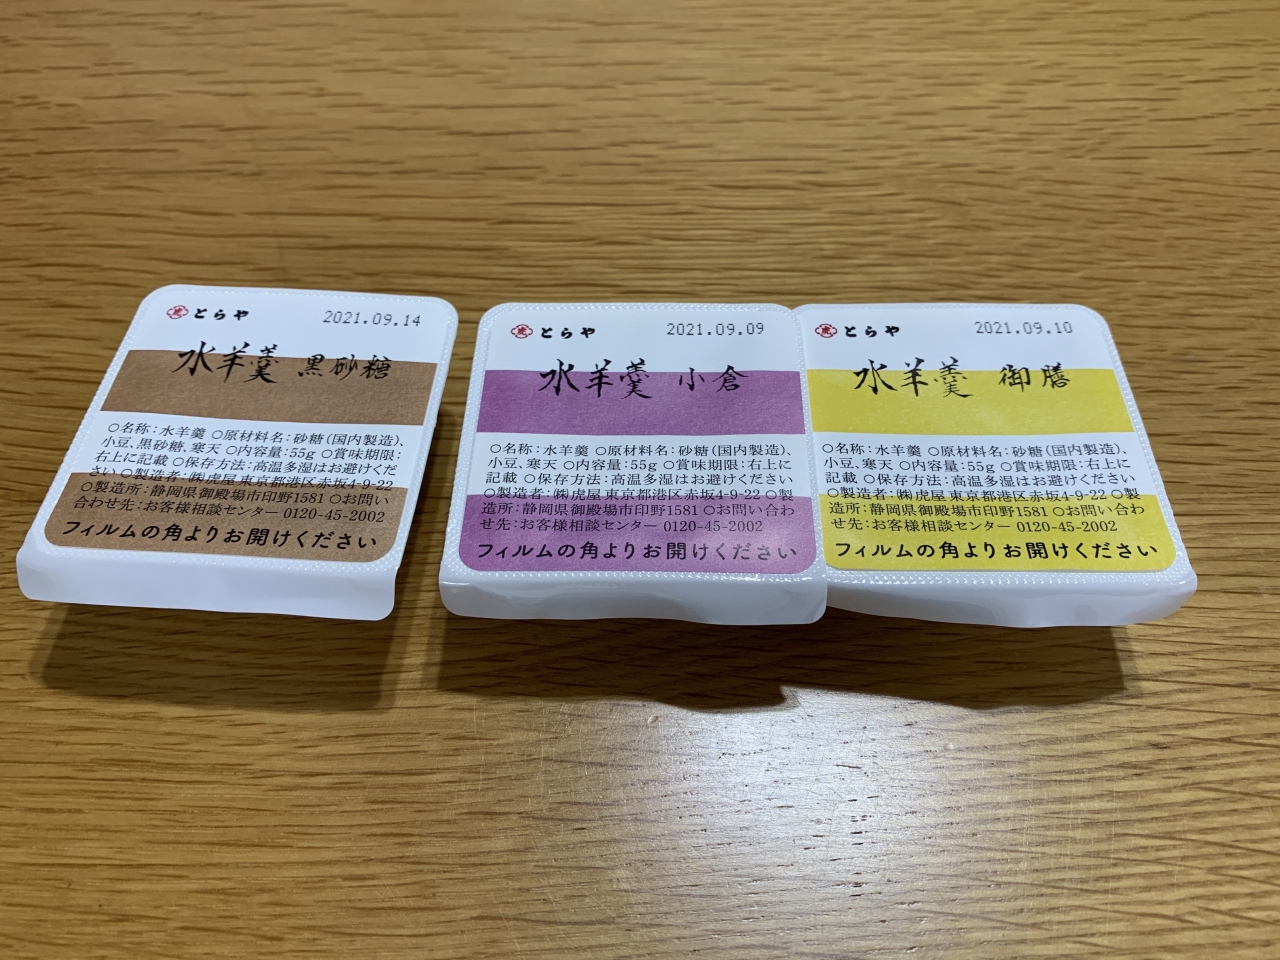 とらや
2021.09.14
水羊羹 黒砂糖
○名称:水羊羹 ○原材料名:砂糖(国内製造)、
小豆、黒砂糖、寒天 ○内容量:55g ○賞味期限:
右上に記載 ○保存方法:高温多湿はお避けくだ
さい ○製造者:㈱虎屋 東京都港区赤坂4-9-22
○製造所:静岡県御殿場市印野1581 ○お問い
合わせ先:お客様相談センター 0120-45-2002
フィルムの角よりお開けください
とらや
2021.09.09
水羊羹 小倉
○名称:水羊羹 ○原材料名:砂糖(国内製造)、
小豆、寒天 ○内容量:55g ○賞味期限:右上に
記載 ○保存方法:高温多湿はお避けください
○製造者:㈱虎屋 東京都港区赤坂4-9-22 ○製
造所:静岡県御殿場市印野1581 ○お問い合わ
せ先:お客様相談センター 0120-45-2002
フィルムの角よりお開けください
とらや
2021.09.10
水羊羹 御膳
○名称:水羊羹 ○原材料名:砂糖(国内製造)、
小豆、寒天 ○内容量:55g ○賞味期限:右上に
記載 ○保存方法:高温多湿はお避けください
○製造者:㈱虎屋 東京都港区赤坂4-9-22 ○製
造所:静岡県御殿場市印野1581 ○お問い合わ
せ先:お客様相談センター 0120-45-2002
フィルムの角よりお開けください